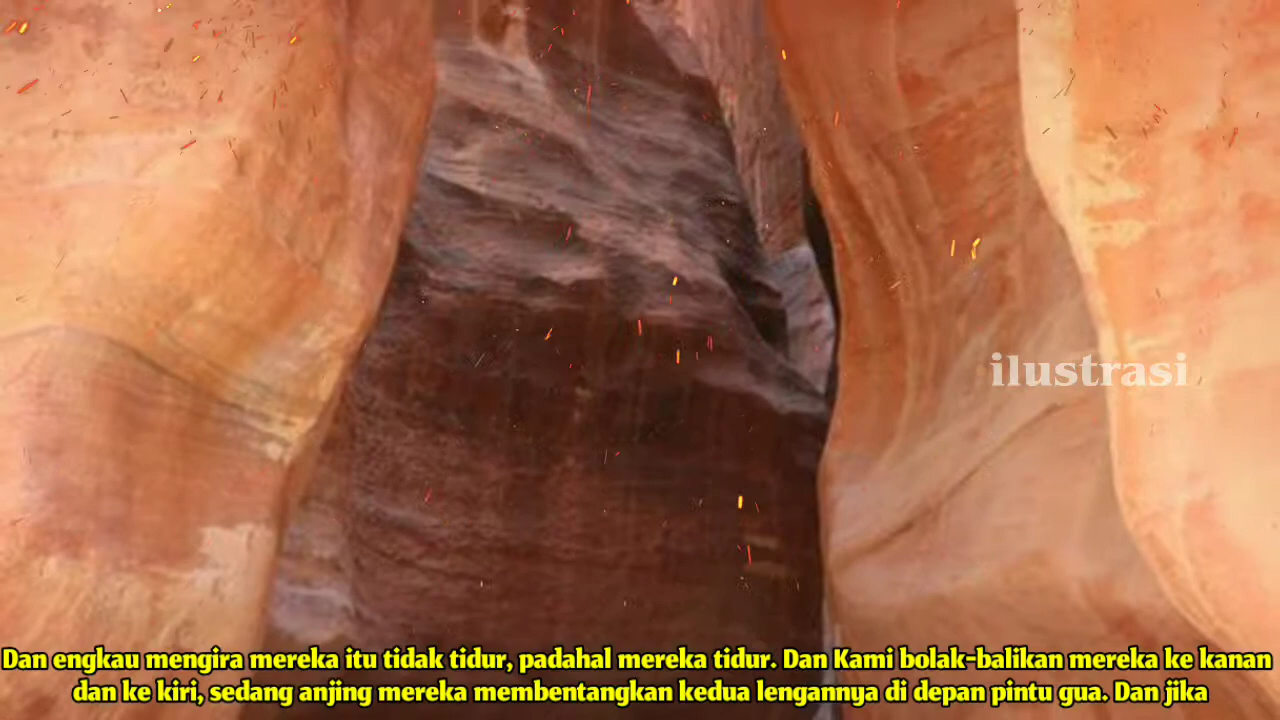 ilustrasi
Dan engkau mengira mereka itu tidak tidur, padahal mereka tidur. Dan Kami bolak-balikan mereka ke kanan
dan ke kiri, sedang anjing mereka membentangkan kedua lengannya di depan pintu gua. Dan jika